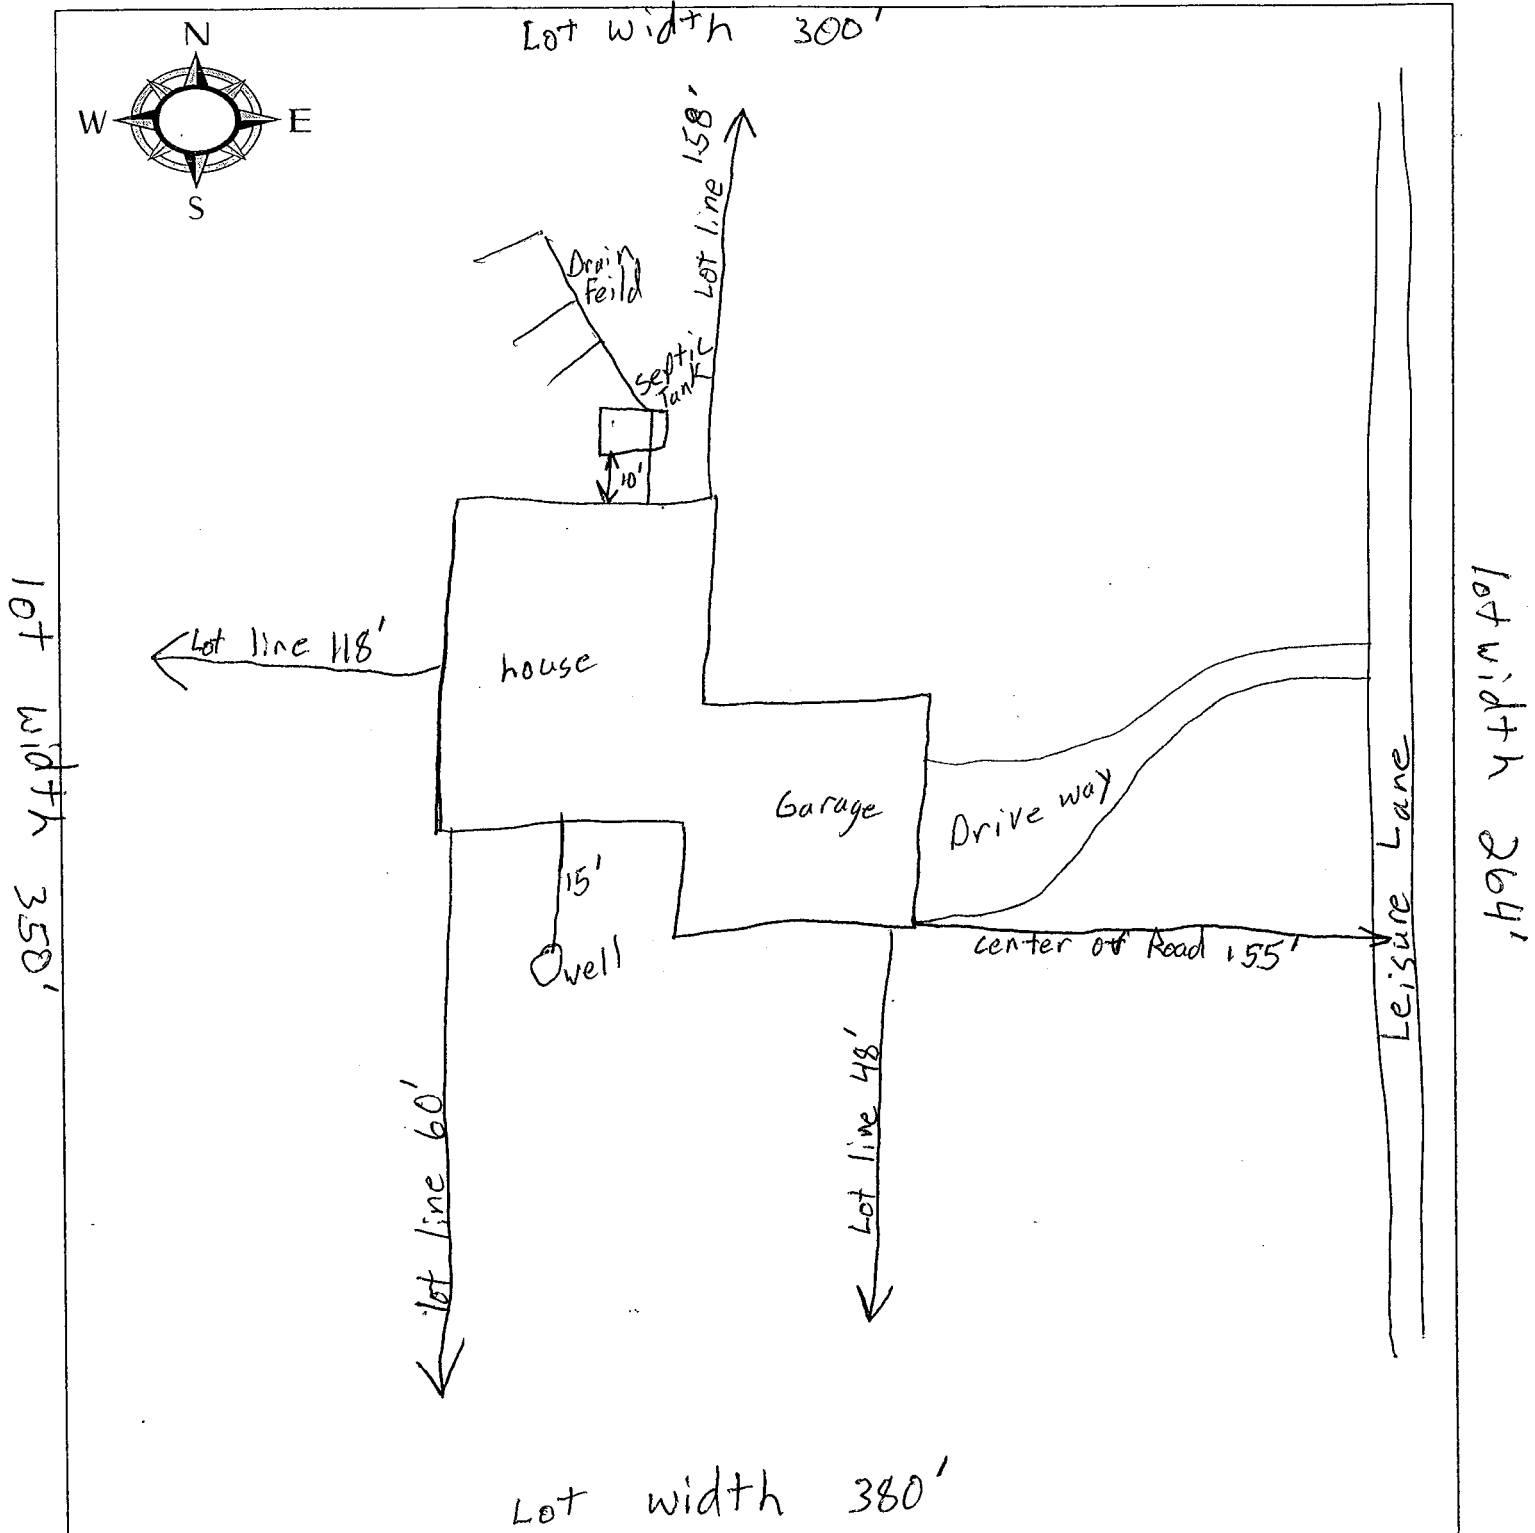 Lot width 300'
N
W E
S
Lot line 158'
Drain
Feild
Septic
Tank
10'
Lot line 118'
house
lot width 350'
lot width 264'
Garage
Drive way
Leisure Lane
15'
well
center of Road 155'
lot line 60'
Lot line 48'
Lot width 380'